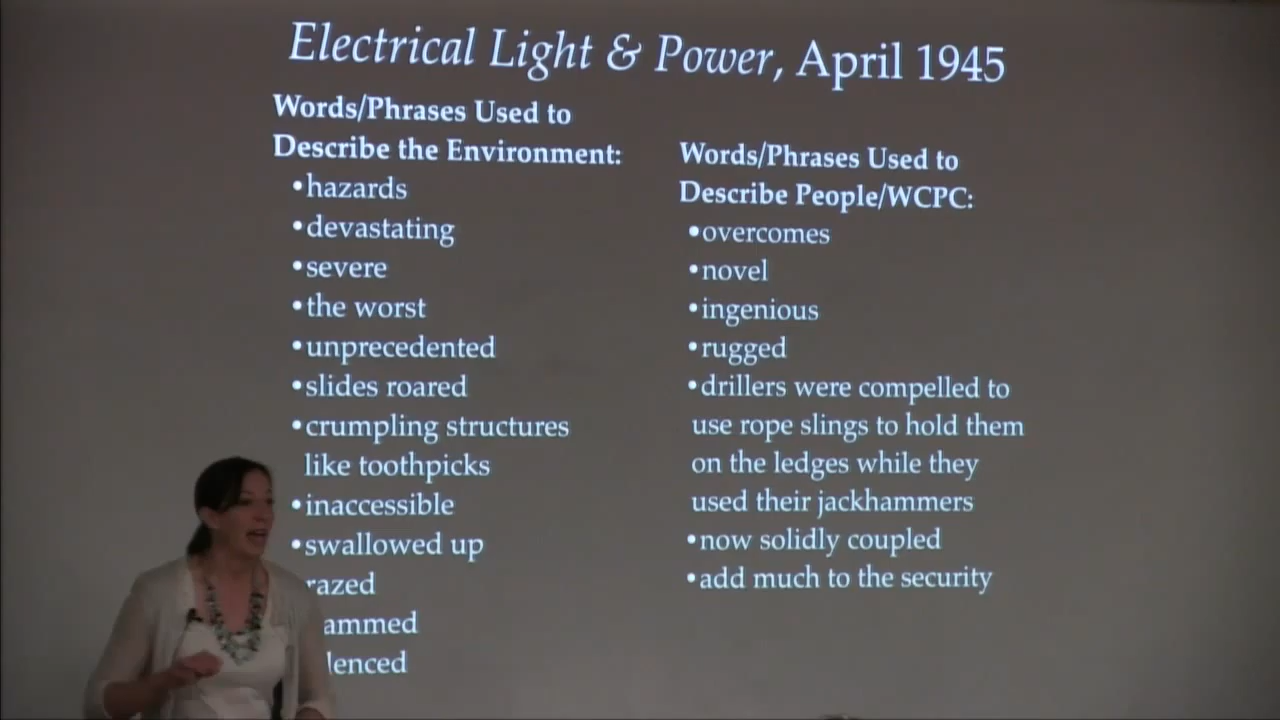 Electrical Light & Power, April 1945
Words/Phrases Used to
Describe the Environment:
•hazards
•devastating
•severe
•the worst
•unprecedented
•slides roared
•crumpling structures
like toothpicks
•inaccessible
•swallowed up
razed
ammed
lenced
Words/Phrases Used to
Describe People/WCPC:
•overcomes
•novel
•ingenious
•rugged
•drillers were compelled to
use rope slings to hold them
on the ledges while they
used their jackhammers
•now solidly coupled
•add much to the security